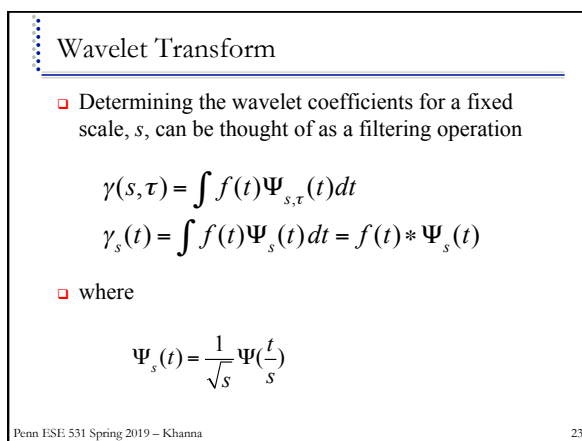 Wavelet Transform
❑ Determining the wavelet coefficients for a fixed
scale, s, can be thought of as a filtering operation
γ(s,τ) = ∫ f(t)Ψ_{s,τ}(t)dt
γ_s(t) = ∫ f(t)Ψ_s(t)dt = f(t) * Ψ_s(t)
❑ where
Ψ_s(t) = 1/√s Ψ(t/s)
Penn ESE 531 Spring 2019 – Khanna 23